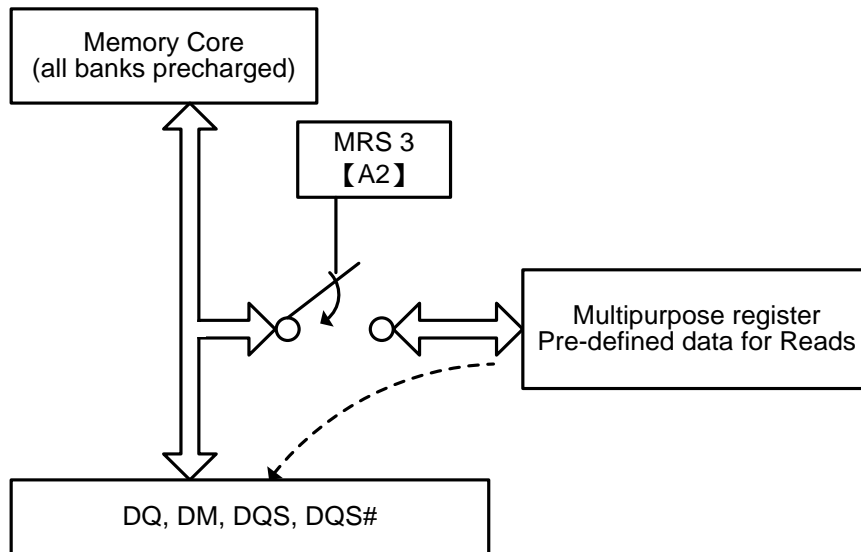 Memory Core
(all banks precharged)
MRS 3
【A2】
Multipurpose register
Pre-defined data for Reads
DQ, DM, DQS, DQS#